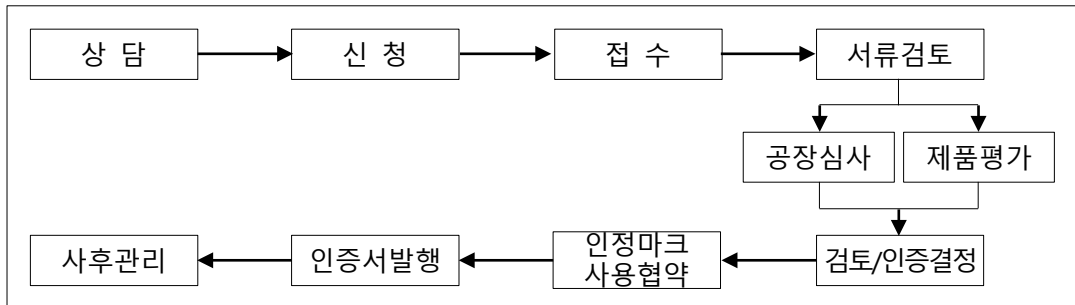 상 담
신 청
접 수
서류검토
공장심사
제품평가
사후관리
인증서발행
인정마크
사용협약
검토/인증결정